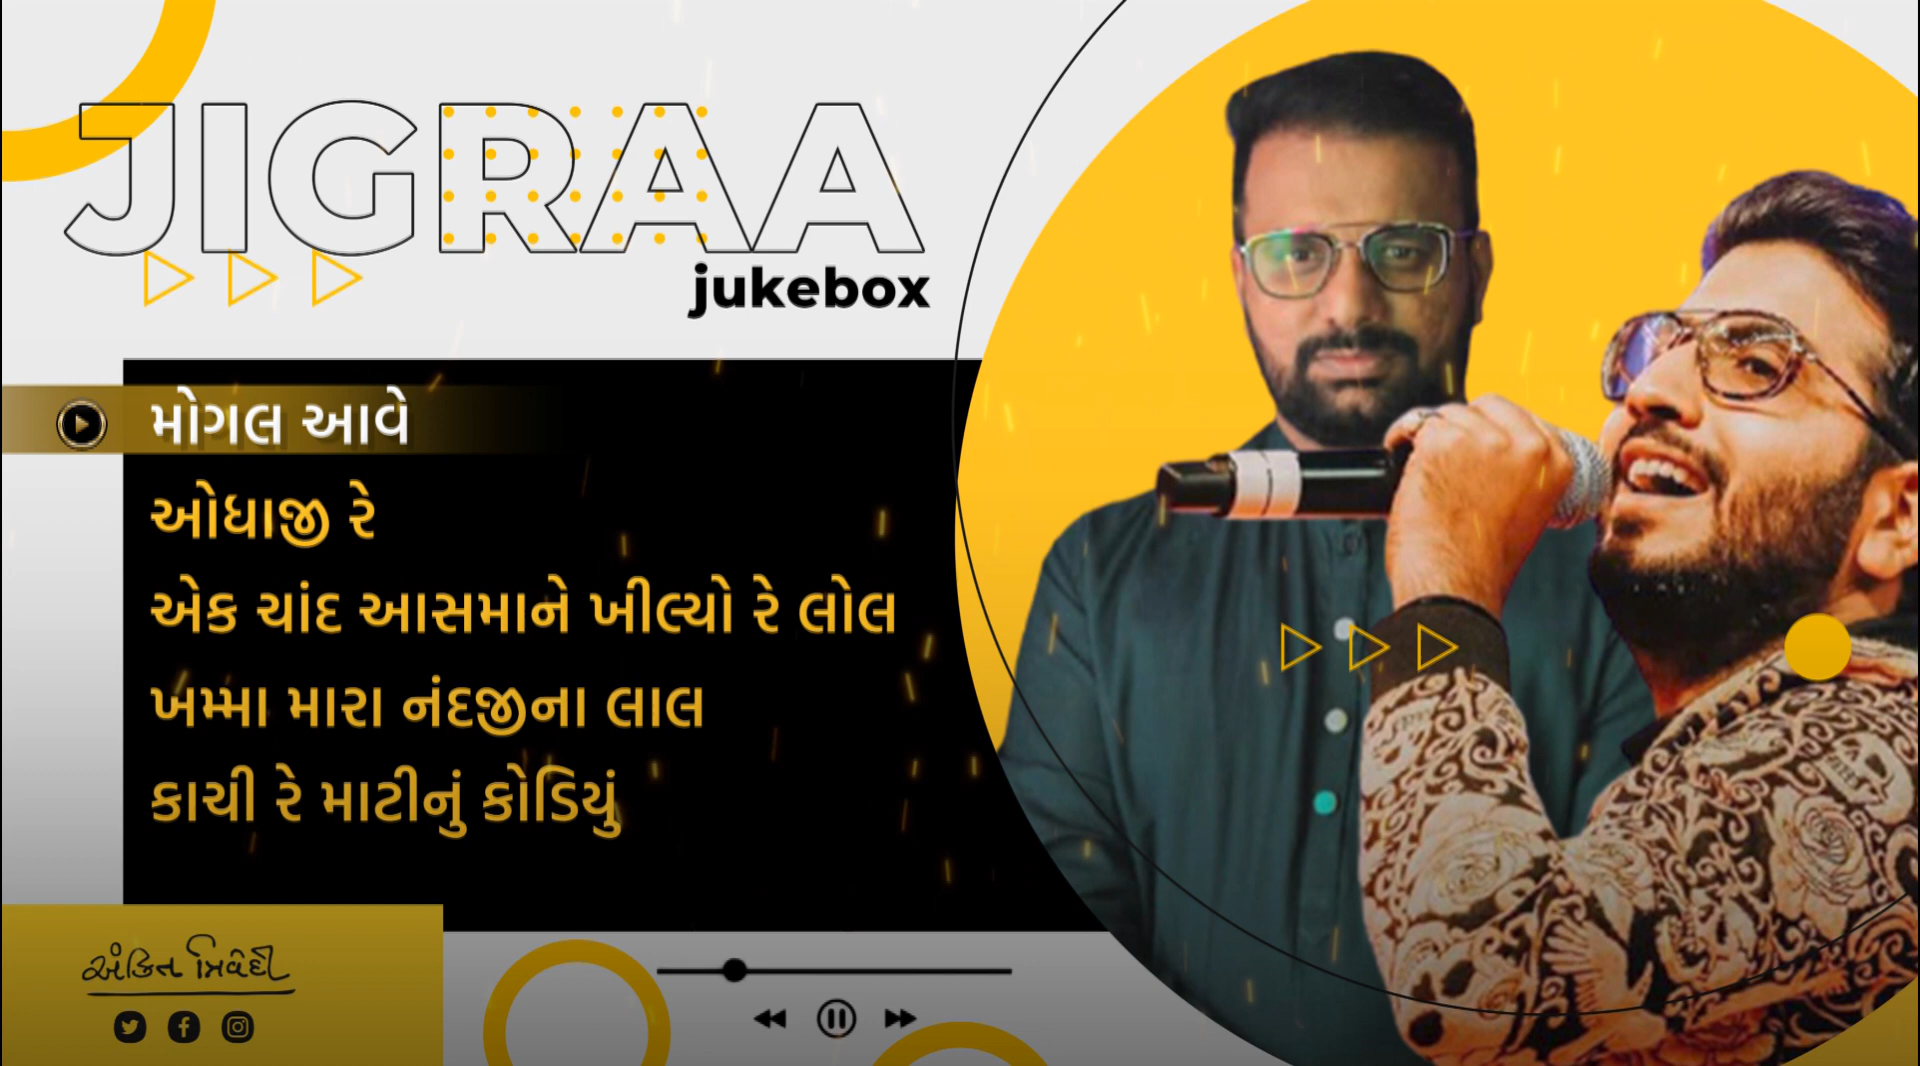 JIGRAA
jukebox
મોગલ આવે
ઓધાજી રે
એક ચાંદ આસમાને ખીલ્યો રે લોલ
ખમ્મા મારા નંદજીના લાલ
કાચી રે માટીનું કોડિયું
અંકિત ત્રિવેદી